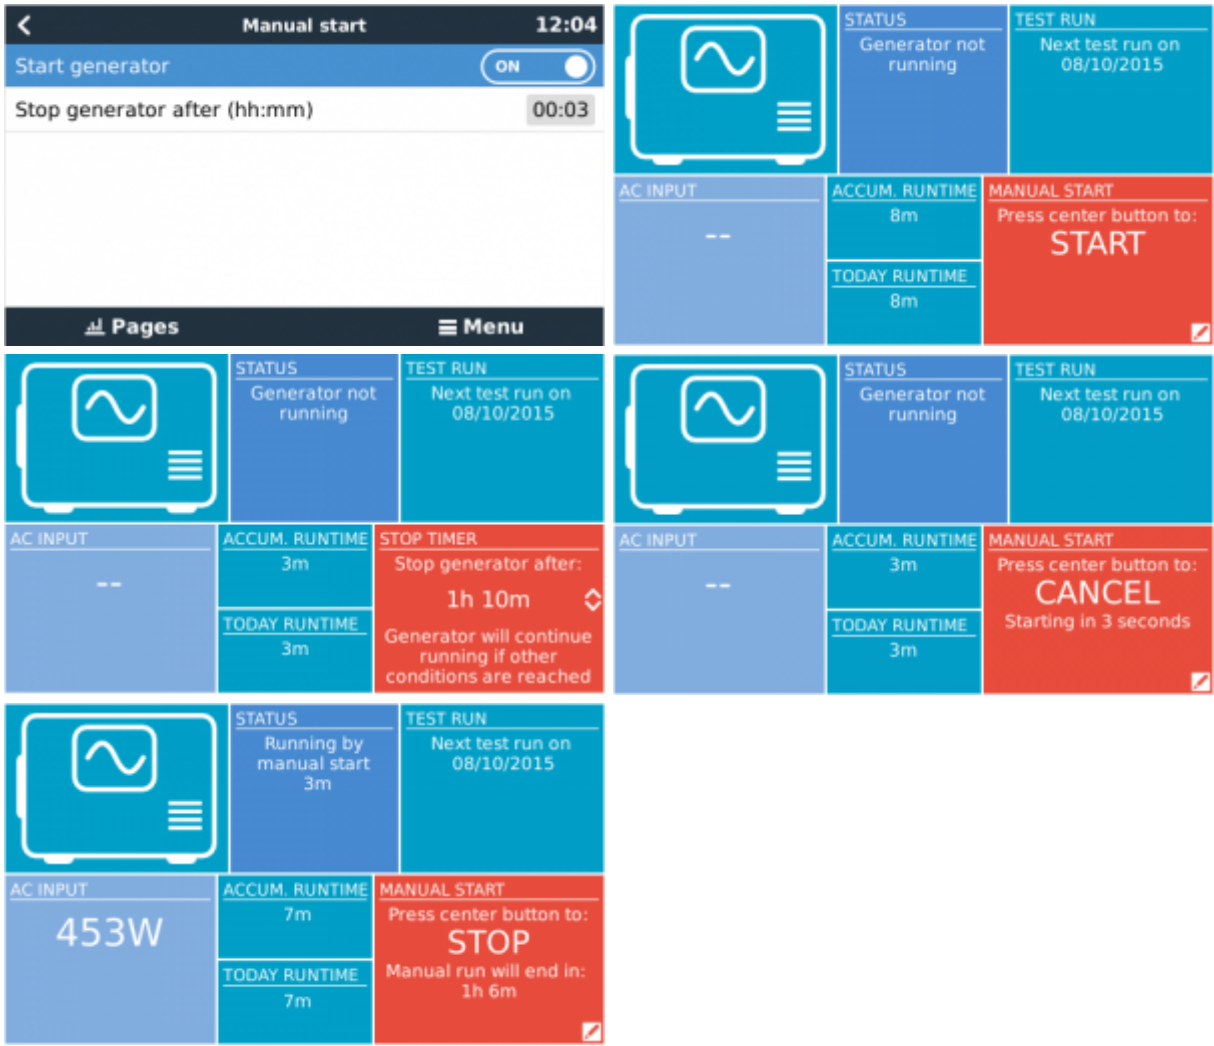 Manual start
12:04
Start generator
ON
Stop generator after (hh:mm)
00:03
Pages
Menu
STATUS
Generator not
running
TEST RUN
Next test run on
08/10/2015
AC INPUT
--
ACCUM. RUNTIME
8m
TODAY RUNTIME
8m
MANUAL START
Press center button to:
START
STATUS
Generator not
running
TEST RUN
Next test run on
08/10/2015
AC INPUT
--
ACCUM. RUNTIME
3m
TODAY RUNTIME
3m
STOP TIMER
Stop generator after:
1h 10m
Generator will continue
running if other
conditions are reached
STATUS
Generator not
running
TEST RUN
Next test run on
08/10/2015
AC INPUT
--
ACCUM. RUNTIME
3m
TODAY RUNTIME
3m
MANUAL START
Press center button to:
CANCEL
Starting in 3 seconds
STATUS
Running by
manual start
3m
TEST RUN
Next test run on
08/10/2015
AC INPUT
453W
ACCUM. RUNTIME
7m
TODAY RUNTIME
7m
MANUAL START
Press center button to:
STOP
Manual run will end in:
1h 6m